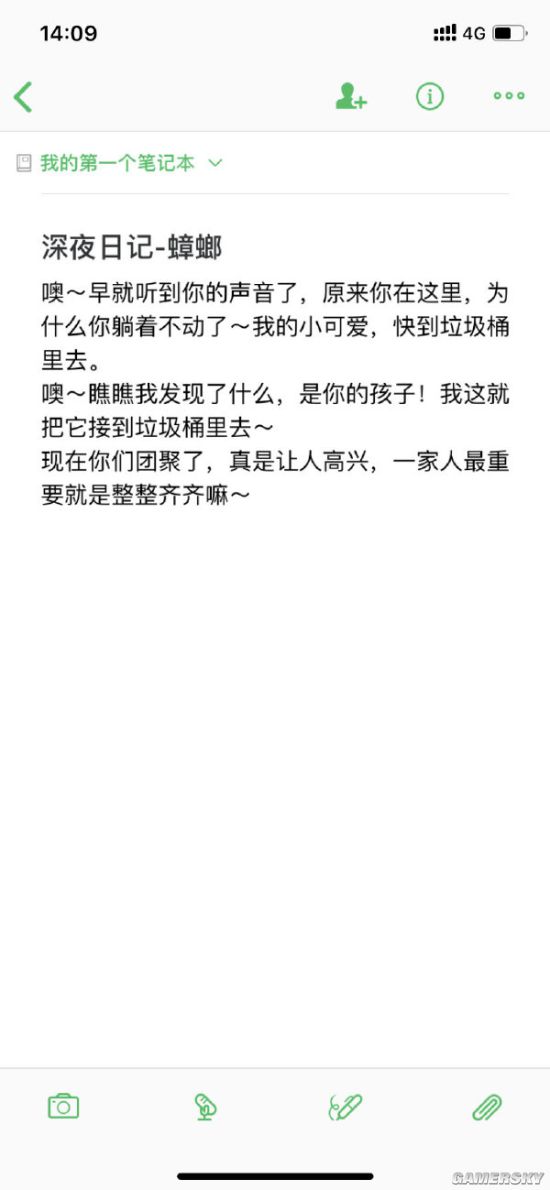 14:09
4G
我的第一个笔记本
深夜日记-蟑螂
噢～早就听到你的声音了，原来你在这里，为
什么你躺着不动了～我的小可爱，快到垃圾桶
里去。
噢～瞧瞧我发现了什么，是你的孩子！我这就
把它接到垃圾桶里去～
现在你们团聚了，真是让人高兴，一家人最重
要就是整整齐齐嘛～
GAMERSKY